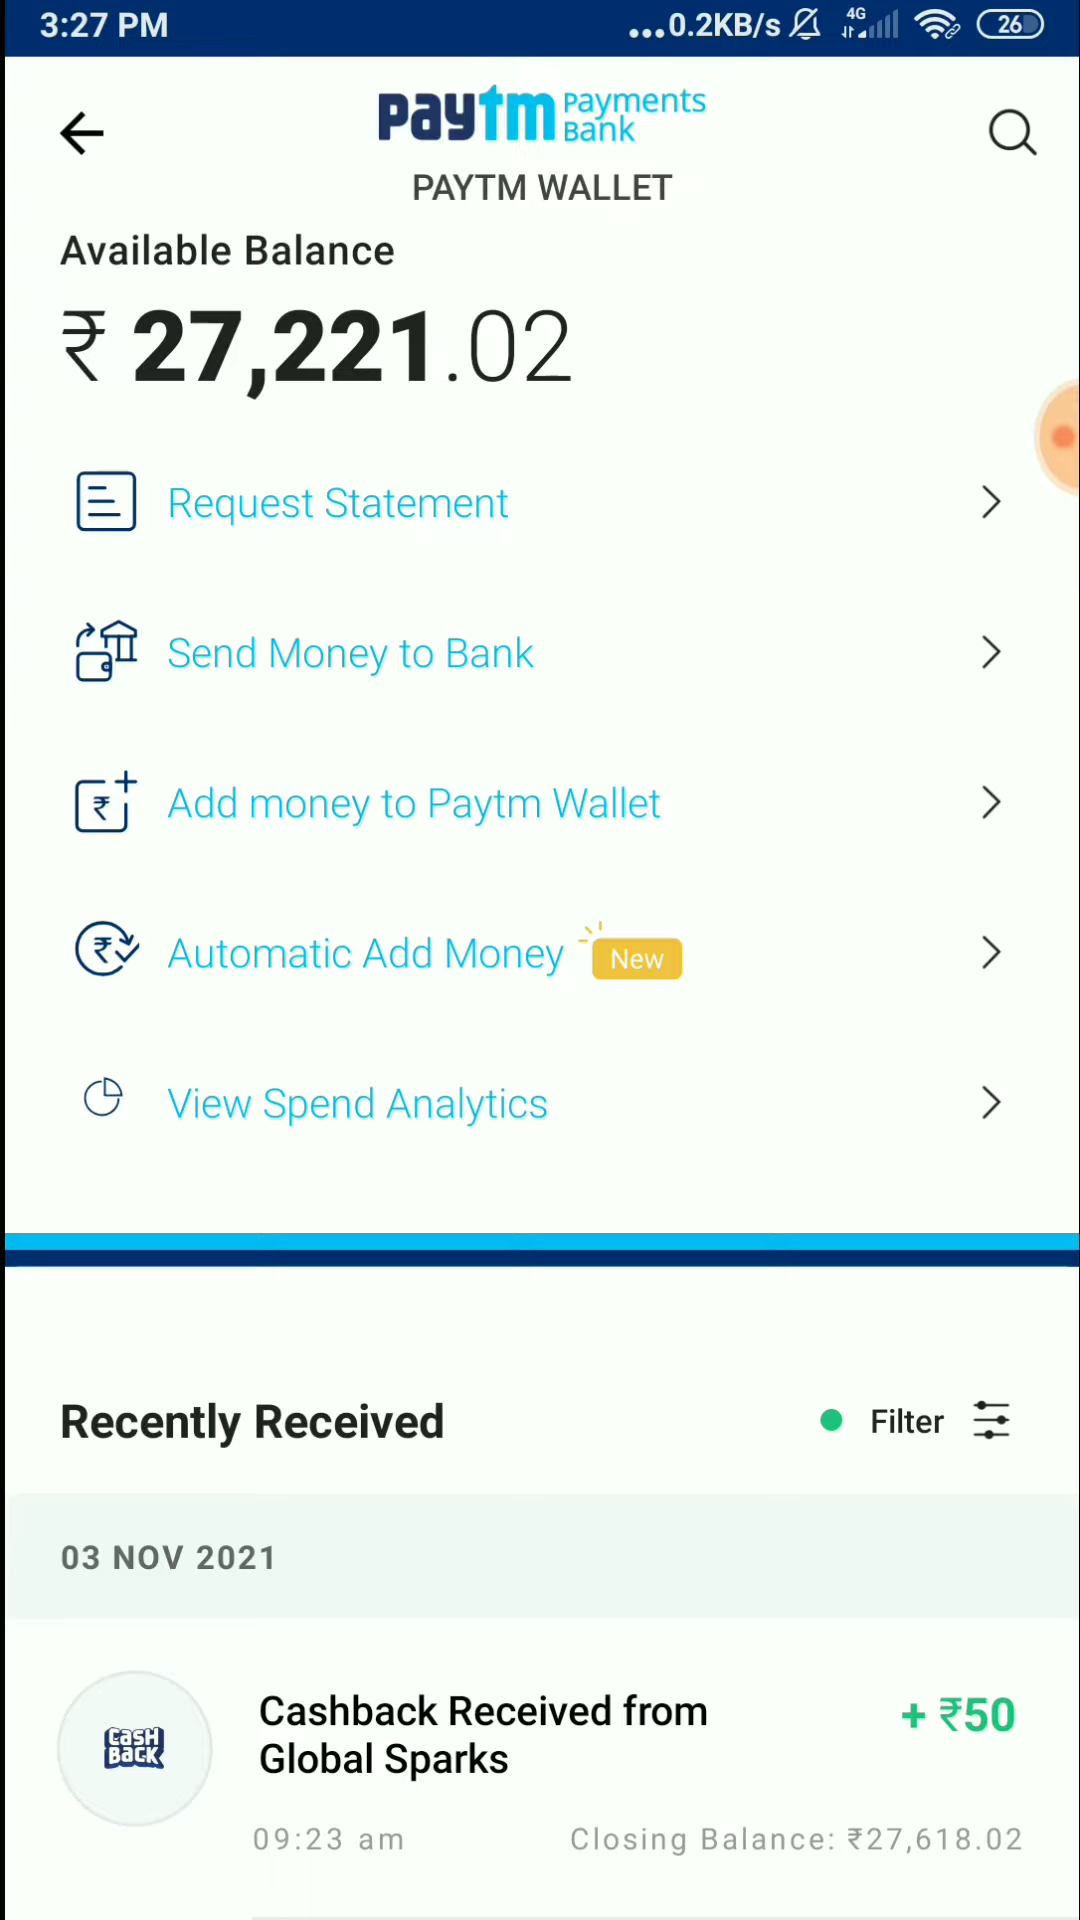 3:27 PM
...0.2KB/s 4G 26
paytm Payments Bank
PAYTM WALLET
Available Balance
₹ 27,221.02
Request Statement
Send Money to Bank
Add money to Paytm Wallet
Automatic Add Money New
View Spend Analytics
Recently Received
Filter
03 NOV 2021
CASH BACK
Cashback Received from
Global Sparks
+ ₹50
09:23 am
Closing Balance: ₹27,618.02